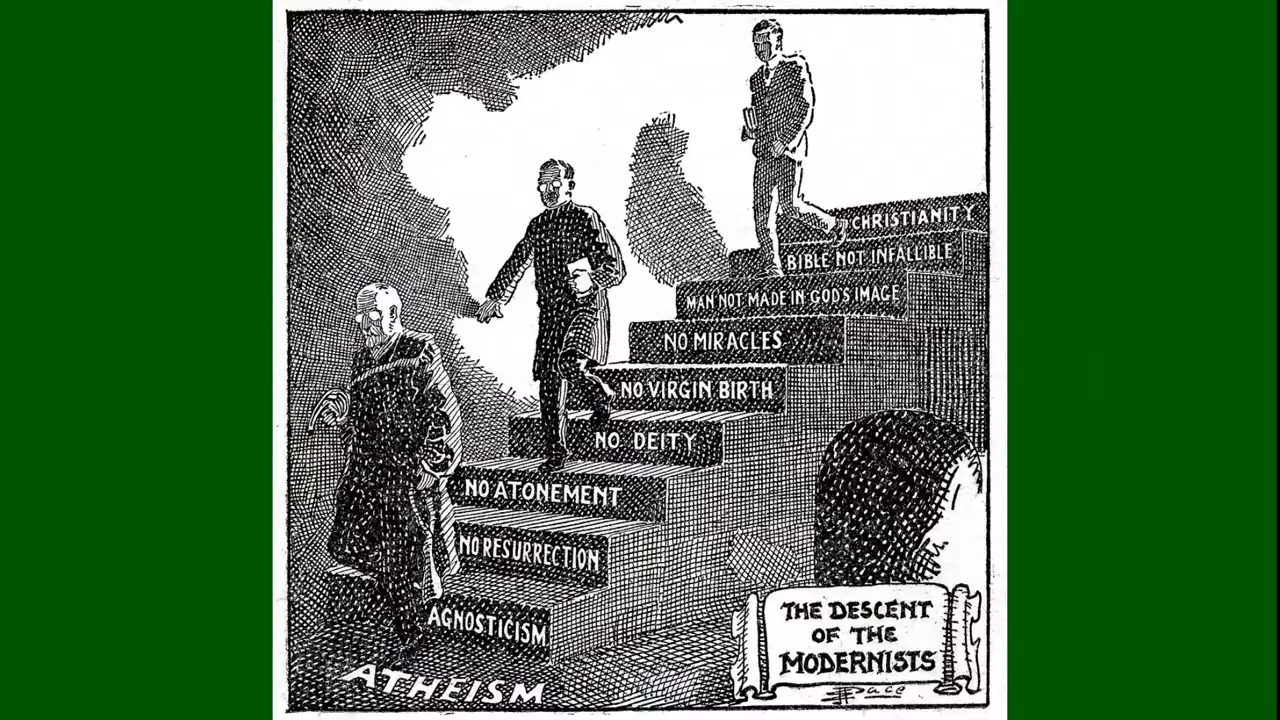 CHRISTIANITY
BIBLE NOT INFALLIBLE
MAN NOT MADE IN GOD'S IMAGE
NO MIRACLES
NO VIRGIN BIRTH
NO DEITY
NO ATONEMENT
NO RESURRECTION
AGNOSTICISM
ATHEISM
THE DESCENT
OF THE
MODERNISTS
Pace